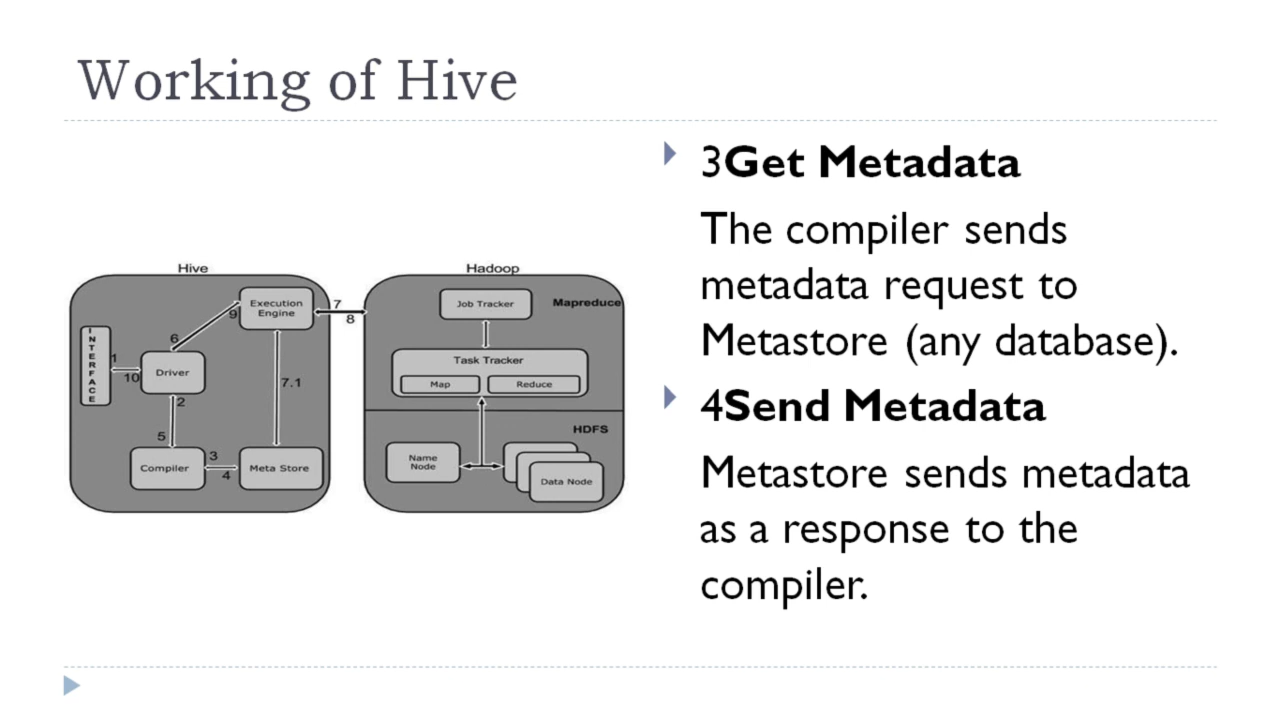 Working of Hive
Hive
Hadoop
INTERFACE
1
10
Driver
6
9
Execution
Engine
7
8
7.1
2
5
Compiler
3
4
Meta Store
Job Tracker
Mapreduce
Task Tracker
Map
Reduce
HDFS
Name
Node
Data Node
3Get Metadata
The compiler sends
metadata request to
Metastore (any database).
4Send Metadata
Metastore sends metadata
as a response to the
compiler.